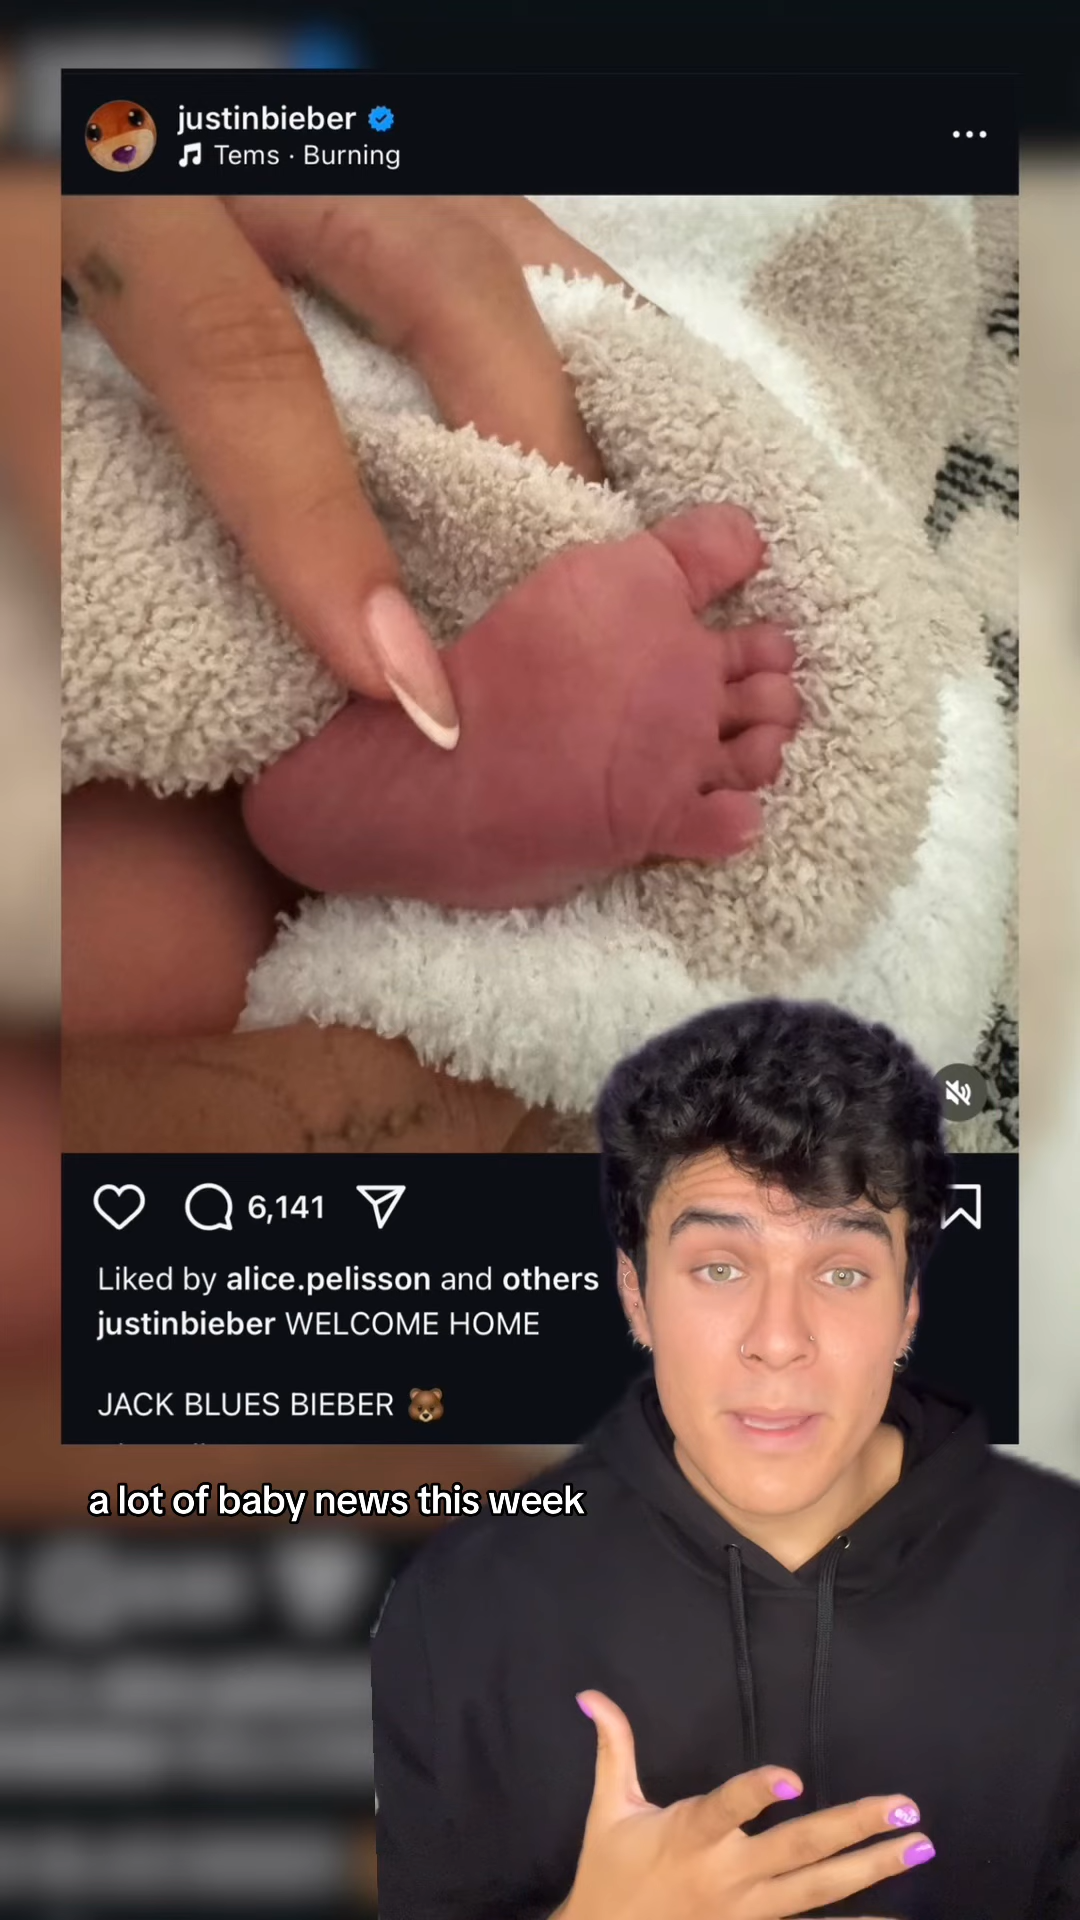 justinbieber
Tems · Burning
6,141
Liked by alice.pelisson and others
justinbieber WELCOME HOME
JACK BLUES BIEBER 🐻
a lot of baby news this week